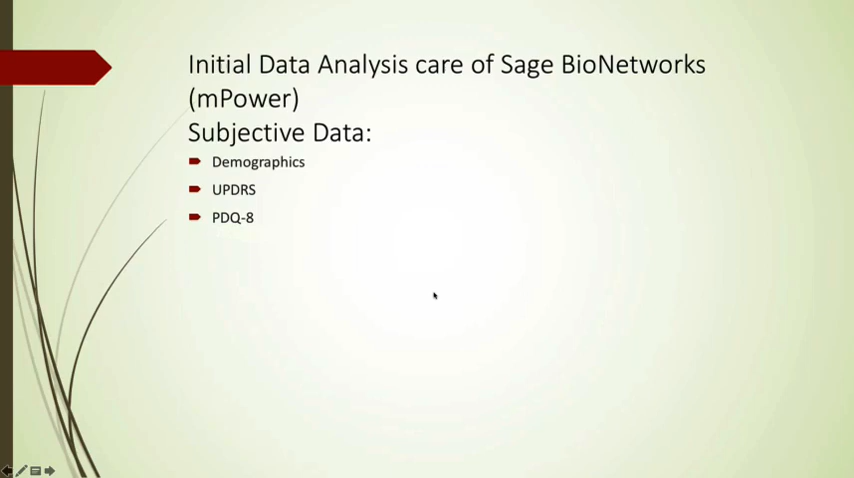 Initial Data Analysis care of Sage BioNetworks
(mPower)
Subjective Data:
Demographics
UPDRS
PDQ-8